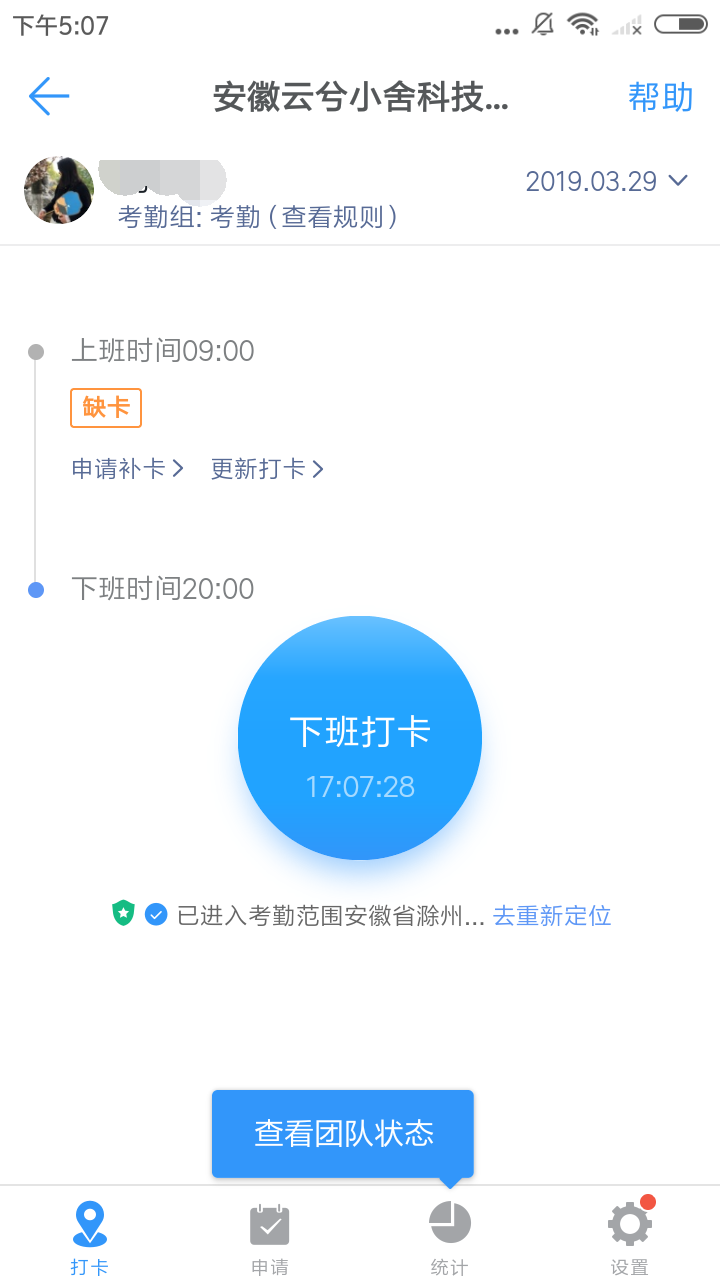 下午5:07
安徽云兮小舍科技... 帮助
2019.03.29
考勤组: 考勤 (查看规则)
上班时间09:00
缺卡
申请补卡 更新打卡
下班时间20:00
下班打卡
17:07:28
已进入考勤范围安徽省滁州... 去重新定位
查看团队状态
打卡 申请 统计 设置